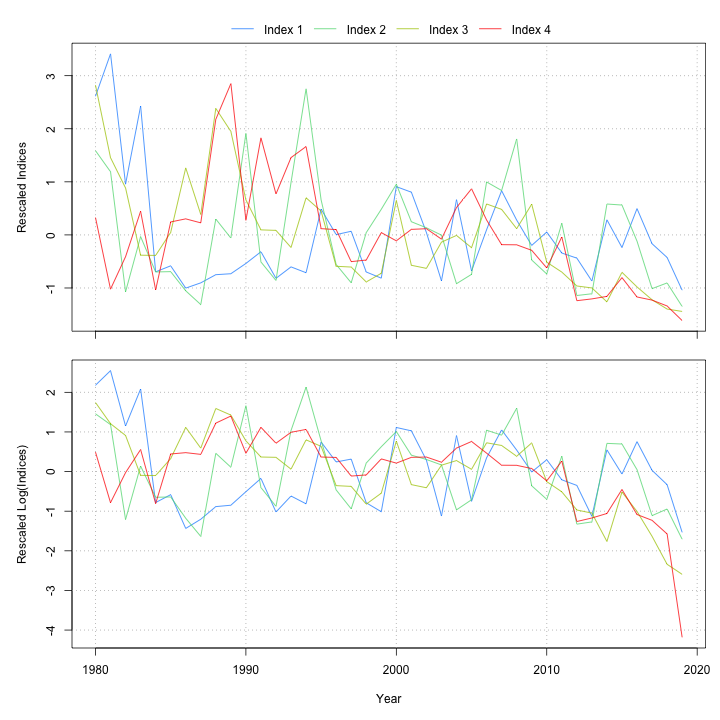 Index 1 Index 2 Index 3 Index 4
Rescaled Indices
3
2
1
0
-1
Rescaled Log(Indices)
2
1
0
-1
-2
-3
-4
1980 1990 2000 2010 2020
Year